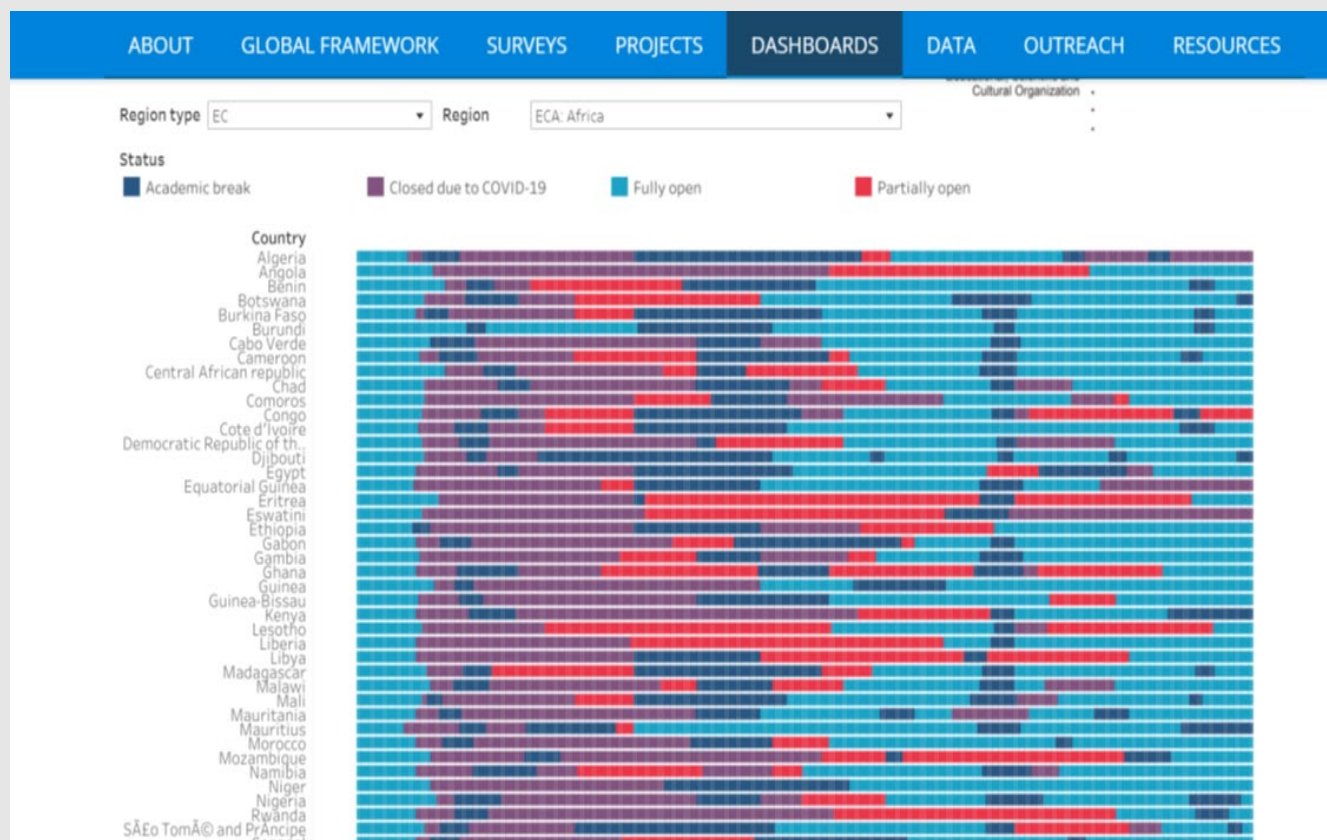 ABOUT GLOBAL FRAMEWORK SURVEYS PROJECTS DASHBOARDS DATA OUTREACH RESOURCES
Cultural Organization
Region type EC Region ECA: Africa
Status
Academic break Closed due to COVID-19 Fully open Partially open
Country
Algeria
Angola
Benin
Botswana
Burkina Faso
Burundi
Cabo Verde
Cameroon
Central African republic
Chad
Comoros
Congo
Cote d'Ivoire
Democratic Republic of th..
Djibouti
Egypt
Equatorial Guinea
Eritrea
Eswatini
Ethiopia
Gabon
Gambia
Ghana
Guinea
Guinea-Bissau
Kenya
Lesotho
Liberia
Libya
Madagascar
Malawi
Mali
Mauritania
Mauritius
Morocco
Mozambique
Namibia
Niger
Nigeria
Rwanda
SÃ£o TomÃ© and PrÃ­ncipe